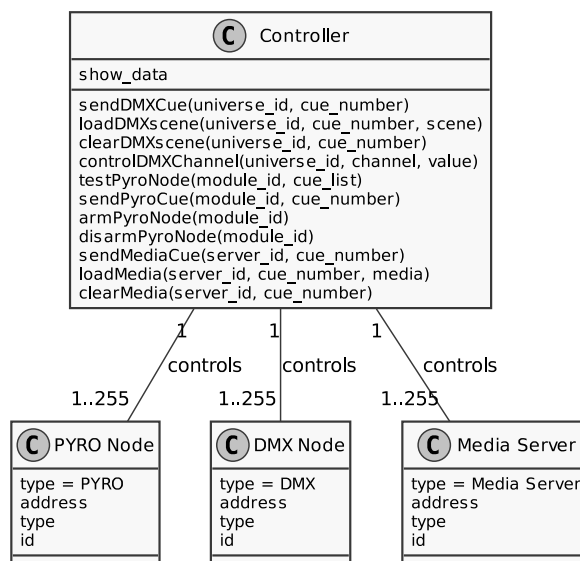 C Controller
show_data
sendDMXCue(universe_id, cue_number)
loadDMXscene(universe_id, cue_number, scene)
clearDMXscene(universe_id, cue_number)
controlDMXChannel(universe_id, channel, value)
testPyroNode(module_id, cue_list)
sendPyroCue(module_id, cue_number)
armPyroNode(module_id)
disarmPyroNode(module_id)
sendMediaCue(server_id, cue_number)
loadMedia(server_id, cue_number, media)
clearMedia(server_id, cue_number)
1 1 1
controls controls controls
1..255 1..255 1..255
C PYRO Node
type = PYRO
address
type
id
C DMX Node
type = DMX
address
type
id
C Media Server
type = Media Server
address
type
id